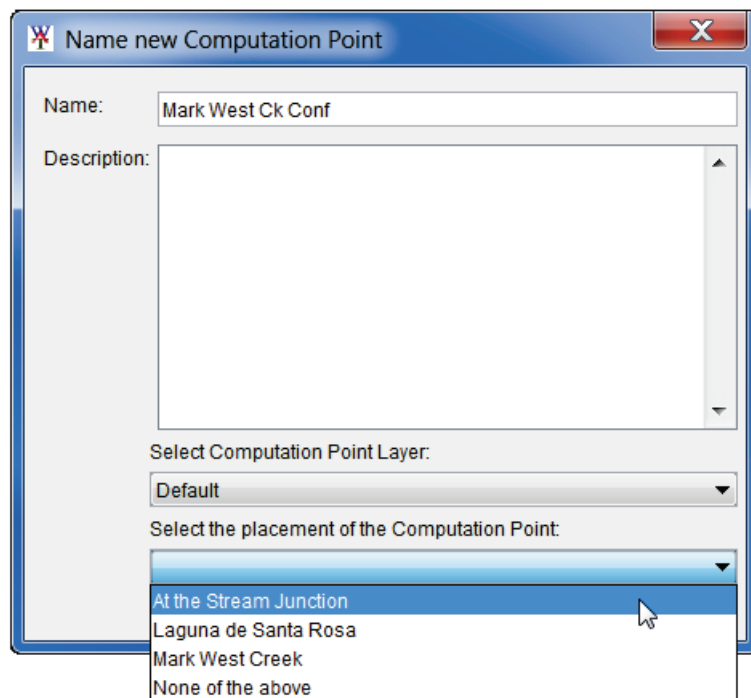 Name new Computation Point
Name: Mark West Ck Conf
Description:
Select Computation Point Layer:
Default
Select the placement of the Computation Point:
At the Stream Junction
Laguna de Santa Rosa
Mark West Creek
None of the above